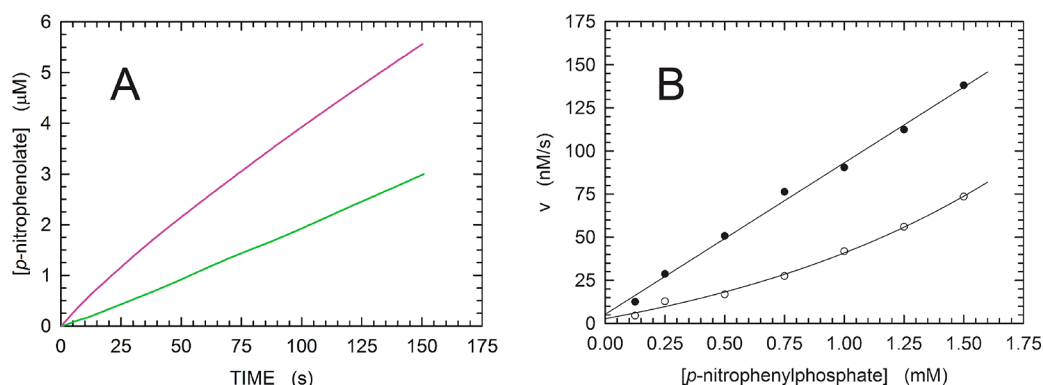 A
6
5
4
3
2
1
0
[p-nitrophenolate] (μM)
0 25 50 75 100 125 150 175
TIME (s)
B
175
150
125
100
75
50
25
0
v (nM/s)
0.00 0.25 0.50 0.75 1.00 1.25 1.50 1.75
[p-nitrophenylphosphate] (mM)